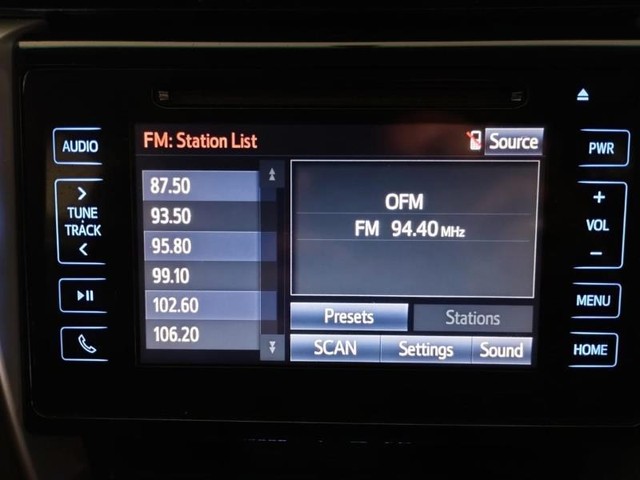 AUDIO
TUNE
TRACK
FM: Station List
Source
87.50
93.50
95.80
99.10
102.60
106.20
OFM
FM 94.40 MHz
Presets
Stations
SCAN
Settings
Sound
PWR
+
VOL
-
MENU
HOME